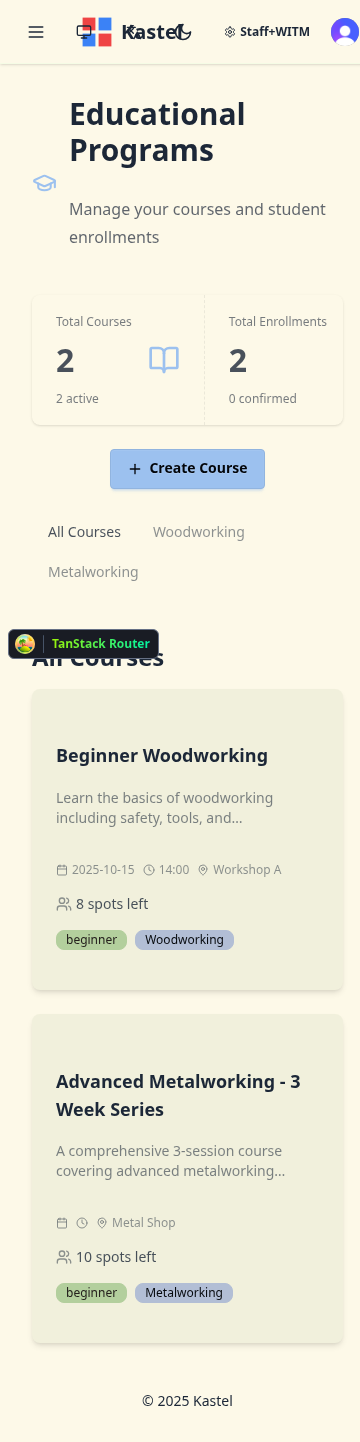 Kastel
Staff+WITM
Educational
Programs
Manage your courses and student
enrollments
Total Courses
2
2 active
Total Enrollments
2
0 confirmed
Create Course
All Courses
Woodworking
Metalworking
TanStack Router
All Courses
Beginner Woodworking
Learn the basics of woodworking
including safety, tools, and...
2025-10-15 14:00 Workshop A
8 spots left
beginner Woodworking
Advanced Metalworking - 3
Week Series
A comprehensive 3-session course
covering advanced metalworking...
Metal Shop
10 spots left
beginner Metalworking
© 2025 Kastel